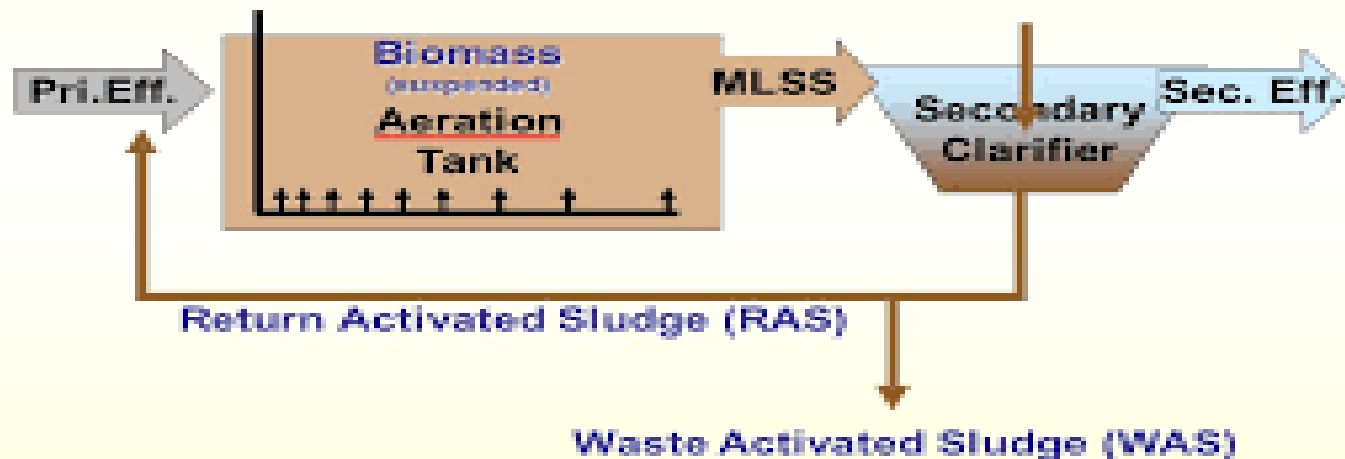 Pri.Eff.
Biomass
(suspended)
Aeration
Tank
MLSS
Secondary
Clarifier
Sec. Eff.
Return Activated Sludge (RAS)
Waste Activated Sludge (WAS)